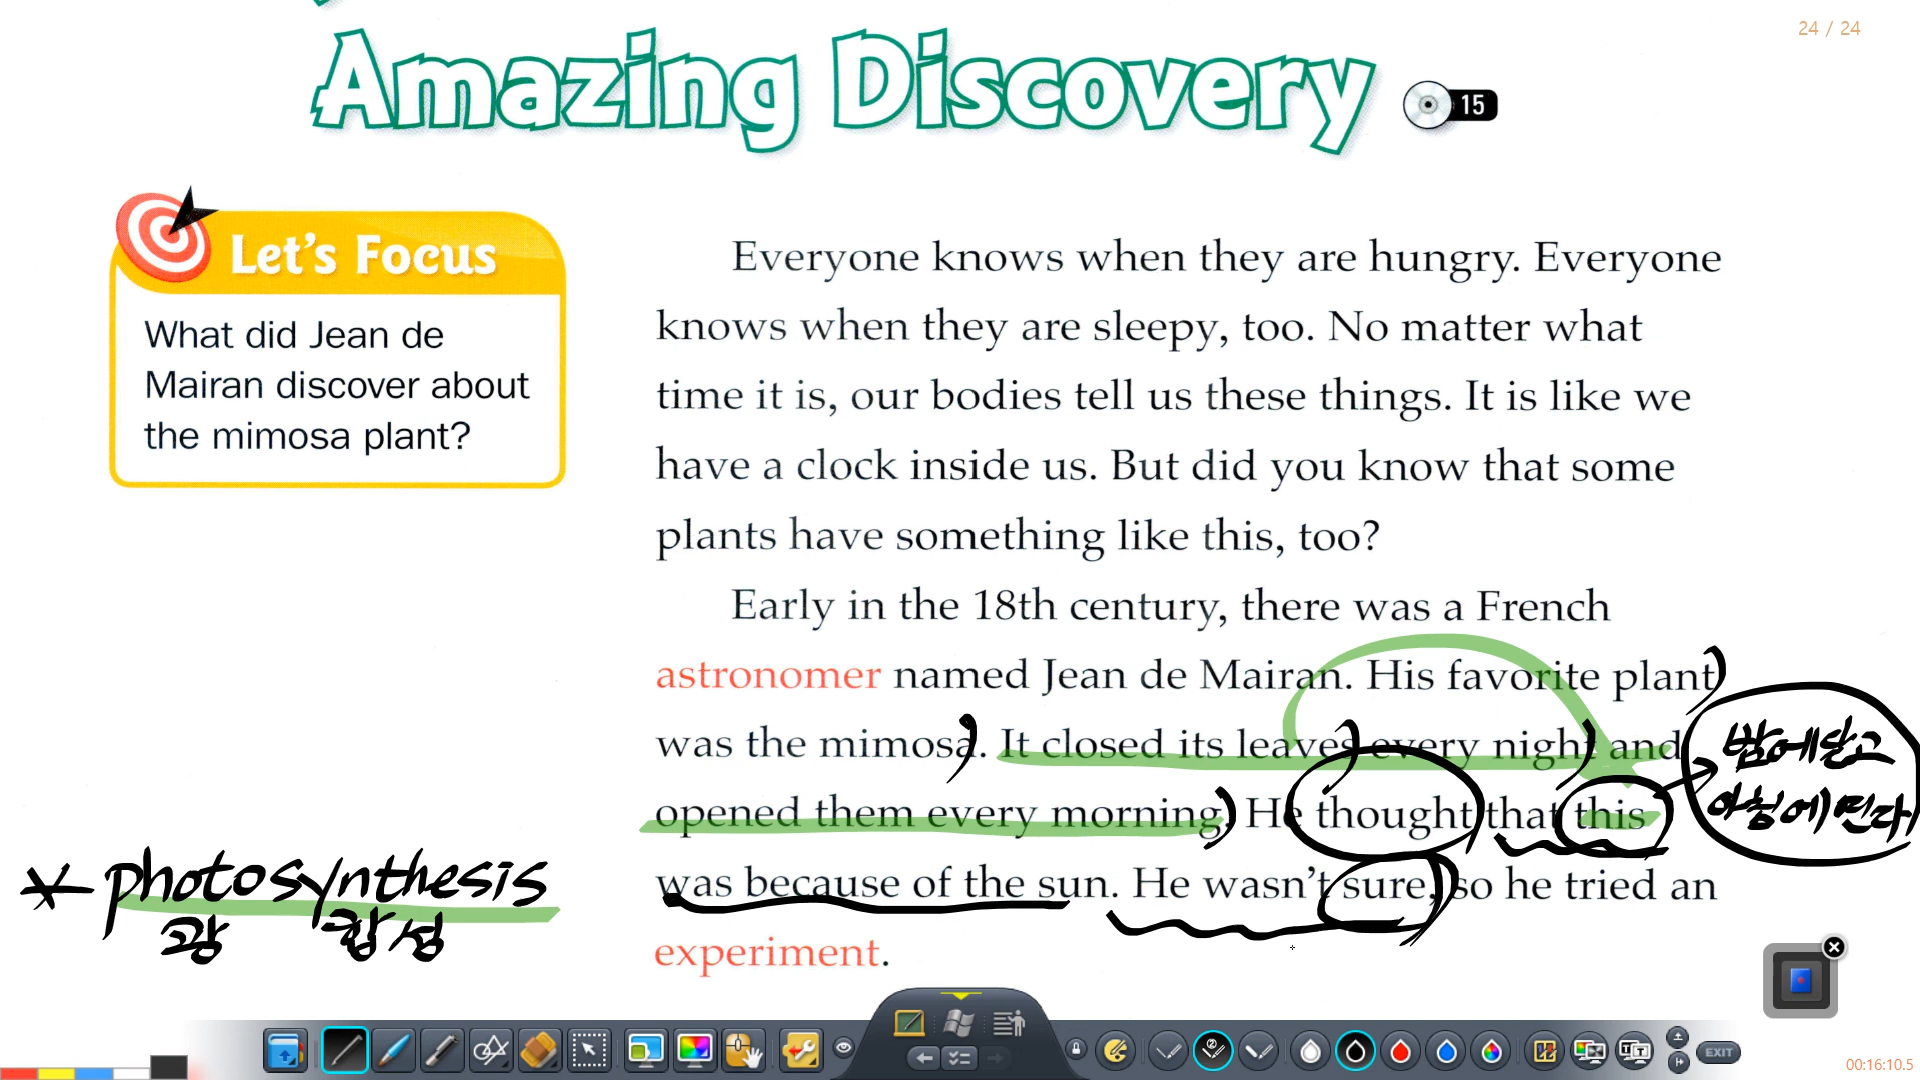 24 / 24
Amazing Discovery
15
Let's Focus
What did Jean de
Mairan discover about
the mimosa plant?
Everyone knows when they are hungry. Everyone
knows when they are sleepy, too. No matter what
time it is, our bodies tell us these things. It is like we
have a clock inside us. But did you know that some
plants have something like this, too?
Early in the 18th century, there was a French
astronomer named Jean de Mairan. His favorite plant
was the mimosa. It closed its leaves every night and
opened them every morning. He thought that this
was because of the sun. He wasn't sure, so he tried an
experiment.
밤에 닫고
아침에 핀다
* photosynthesis
광 합성
EXIT
00:16:10.5